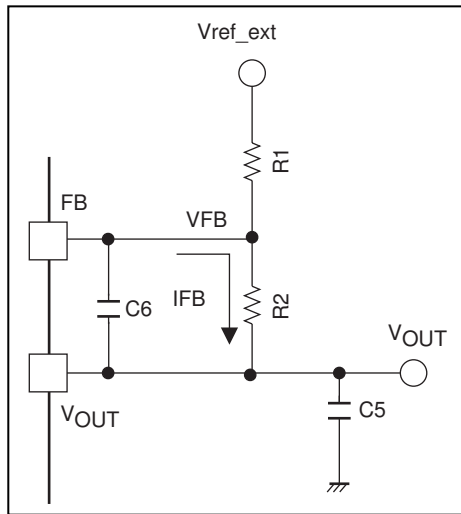 Vref_ext
R1
FB
VFB
C6
IFB
R2
VOUT
VOUT
C5